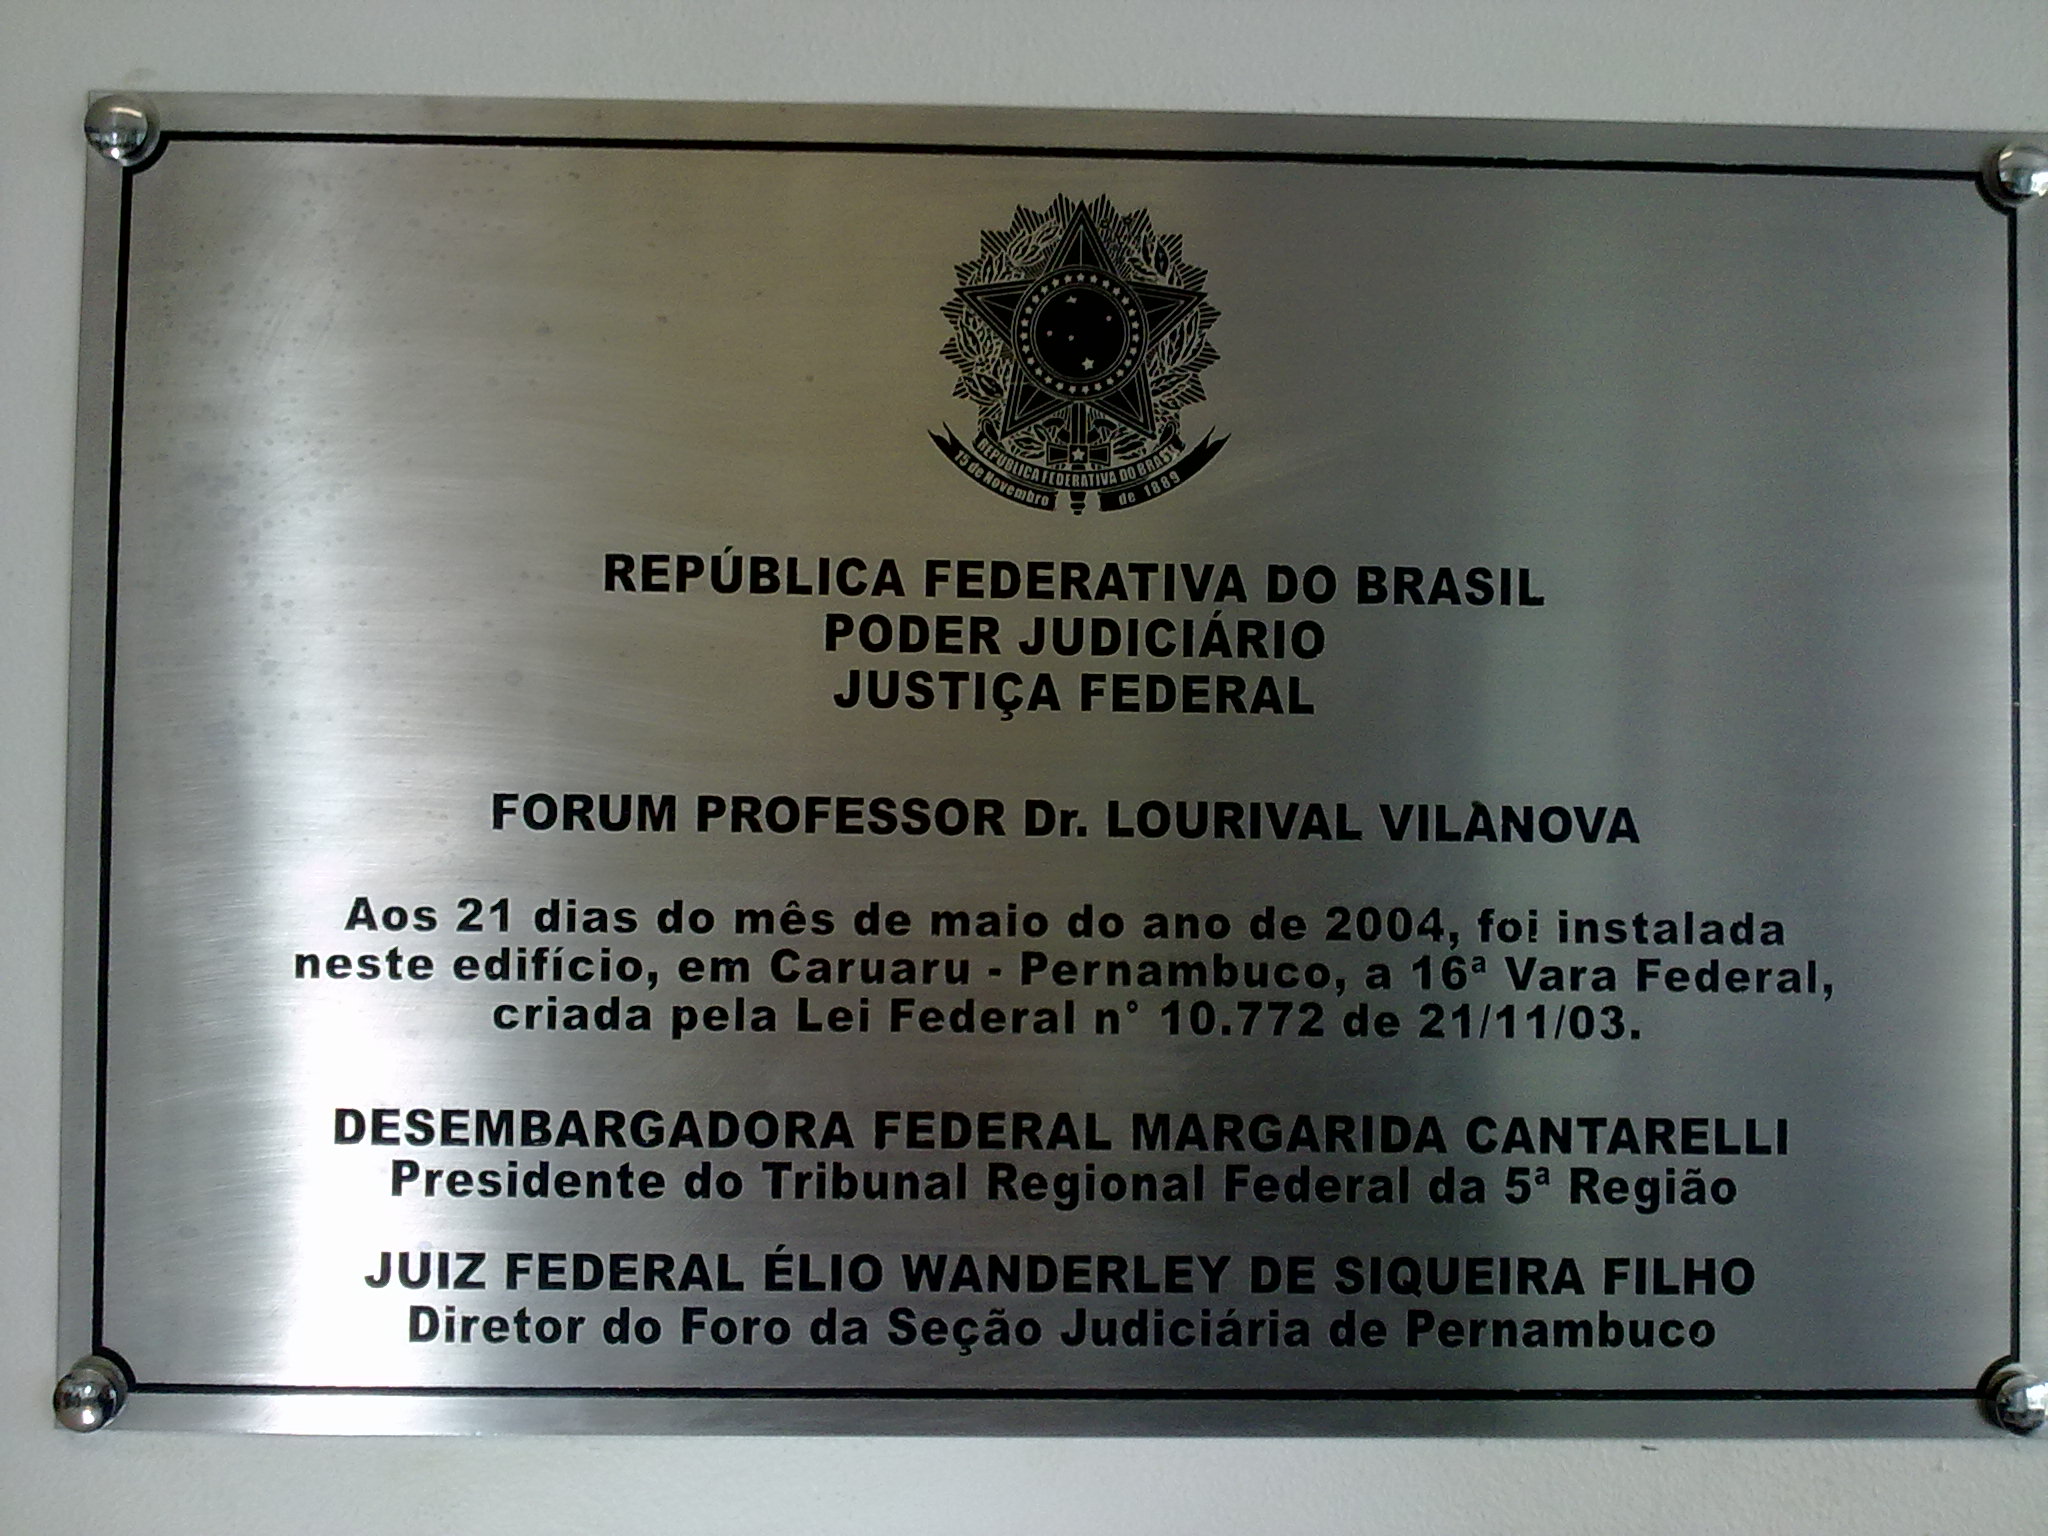 REPÚBLICA FEDERATIVA DO BRASIL
15 de Novembro de 1889
REPÚBLICA FEDERATIVA DO BRASIL
PODER JUDICIÁRIO
JUSTIÇA FEDERAL
FORUM PROFESSOR Dr. LOURIVAL VILANOVA
Aos 21 dias do mês de maio do ano de 2004, foi instalada
neste edifício, em Caruaru - Pernambuco, a 16ª Vara Federal,
criada pela Lei Federal n° 10.772 de 21/11/03.
DESEMBARGADORA FEDERAL MARGARIDA CANTARELLI
Presidente do Tribunal Regional Federal da 5ª Região
JUIZ FEDERAL ÉLIO WANDERLEY DE SIQUEIRA FILHO
Diretor do Foro da Seção Judiciária de Pernambuco